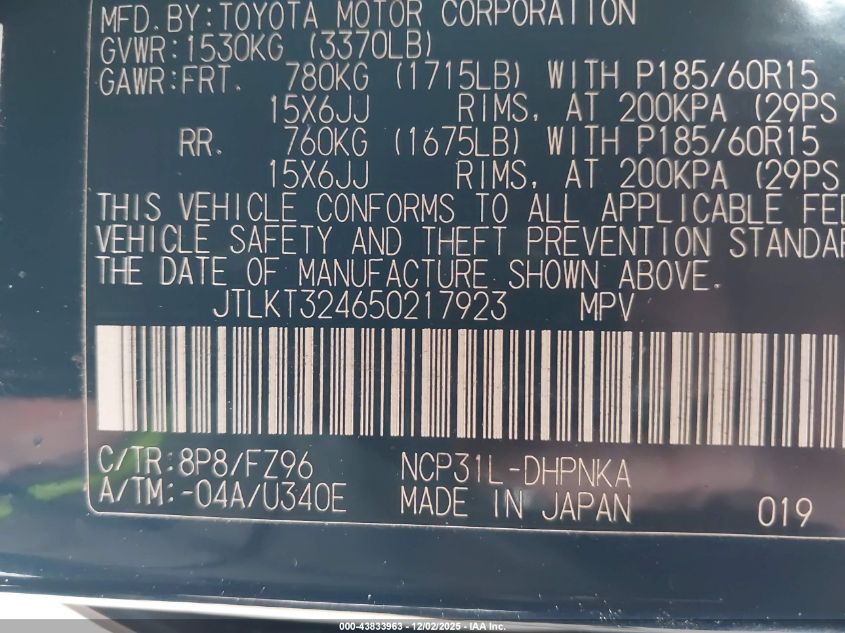 MFD. BY:TOYOTA MOTOR CORPORATION
GVWR:1530KG (3370LB)
GAWR:FRT. 780KG (1715LB) WITH P185/60R15
15X6JJ RIMS, AT 200KPA (29PS
RR. 760KG (1675LB) WITH P185/60R15
15X6JJ RIMS, AT 200KPA (29PS
THIS VEHICLE CONFORMS TO ALL APPLICABLE FED
VEHICLE SAFETY AND THEFT PREVENTION STANDAR
THE DATE OF MANUFACTURE SHOWN ABOVE.
JTLKT324650217923 MPV
C/TR:8P8/FZ96 NCP31L-DHPNKA
A/TM:-04A/U340E MADE IN JAPAN 019
000-43833963 - 12/02/2025 - IAA Inc.